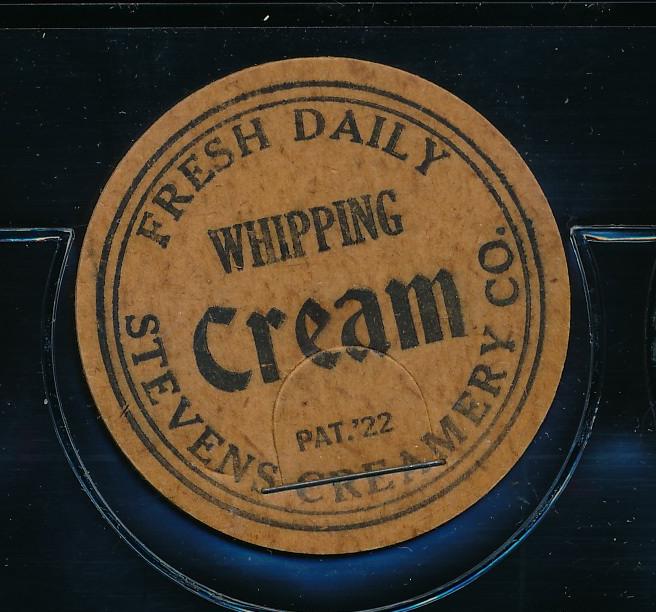 FRESH DAILY
WHIPPING
Cream
PAT.'22
STEVENS CREAMERY CO.